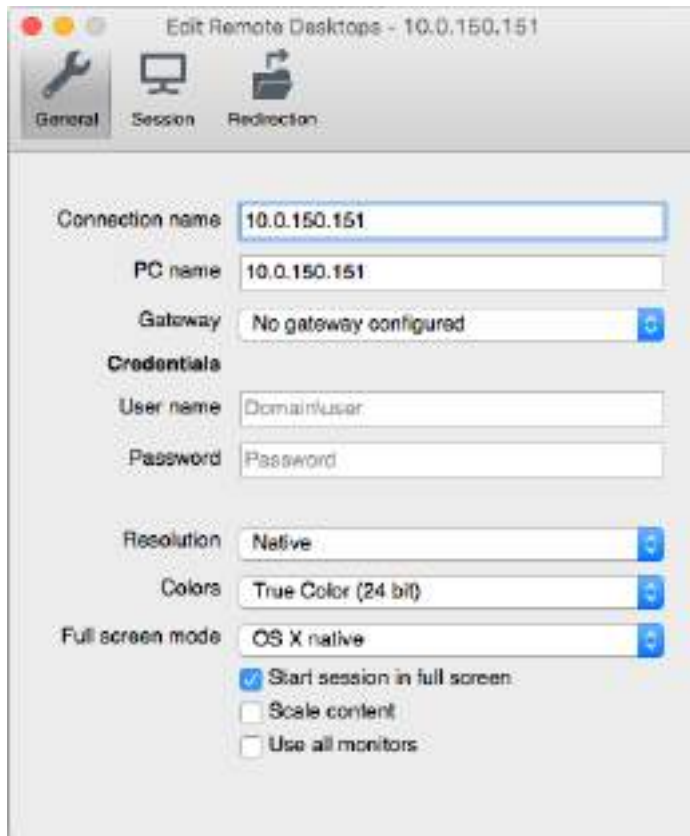 Edit Remote Desktops - 10.0.150.151
General Session Redirection
Connection name 10.0.150.151
PC name 10.0.150.151
Gateway No gateway configured
Credentials
User name Domain\user
Password Password
Resolution Native
Colors True Color (24 bit)
Full screen mode OS X native
Start session in full screen
Scale content
Use all monitors